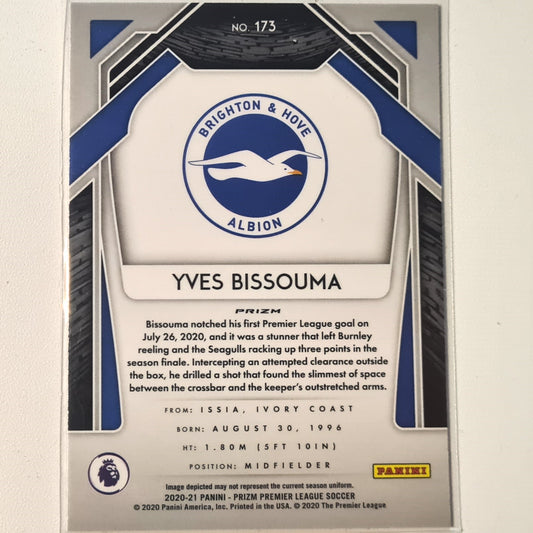 NO. 173
BRIGHTON & HOVE
ALBION
YVES BISSOUMA
PRIZM
Bissouma notched his first Premier League goal on
July 26, 2020, and it was a stunner that left Burnley
reeling and the Seagulls racking up three points in the
season finale. Intercepting an attempted clearance outside
the box, he drilled a shot that found the slimmest of space
between the crossbar and the keeper's outstretched arms.
FROM: ISSIA, IVORY COAST
BORN: AUGUST 30, 1996
HT: 1.80M (5FT 10IN)
POSITION: MIDFIELDER
PANINI
Image depicted may not represent the current season uniform.
2020-21 PANINI - PRIZM PREMIER LEAGUE SOCCER
© 2020 Panini America, Inc. Printed in the USA. © 2020 The Premier League